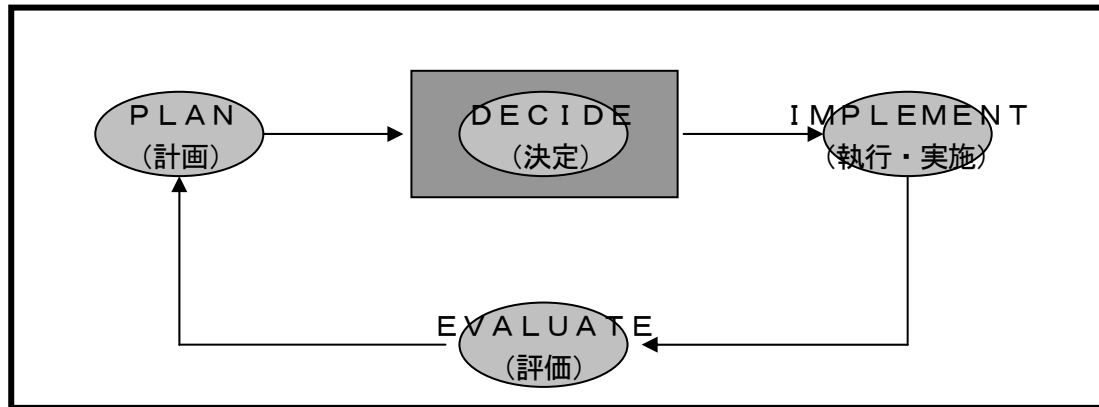 ＰＬＡＮ
（計画）
ＤＥＣＩＤＥ
（決定）
ＩＭＰＬＥＭＥＮＴ
（執行・実施）
ＥＶＡＬＵＡＴＥ
（評価）